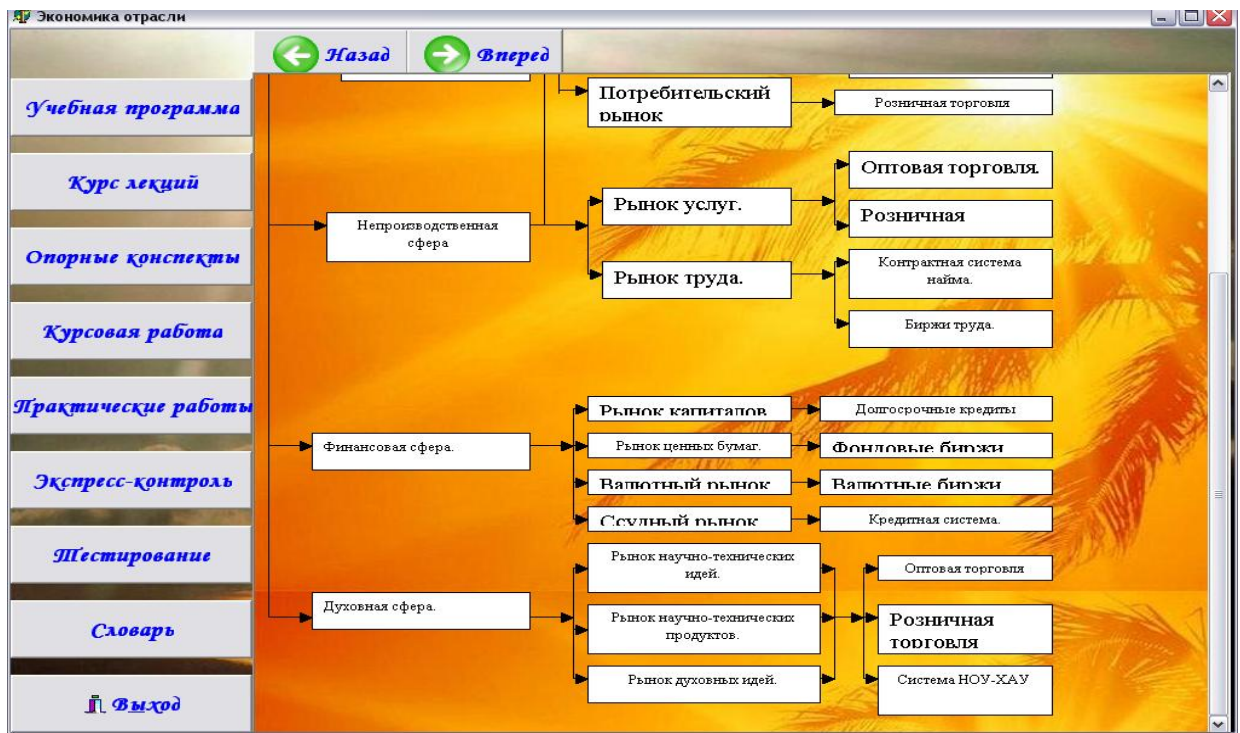 Экономика отрасли
Назад
Вперед
Учебная программа
Курс лекций
Опорные конспекты
Курсовая работа
Практические работы
Экспресс-контроль
Тестирование
Словарь
Выход
Потребительский
рынок
Розничная торговля
Непроизводственная
сфера
Рынок услуг.
Оптовая торговля.
Розничная
Рынок труда.
Контрактная система
найма.
Биржи труда.
Финансовая сфера.
Рынок капиталов
Долгосрочные кредиты
Рынок ценных бумаг.
Фондовые биржи
Валютный рынок
Валютные биржи
Ссудный рынок
Кредитная система.
Духовная сфера.
Рынок научно-технических
идей.
Рынок научно-технических
продуктов.
Рынок духовных идей.
Оптовая торговля
Розничная
торговля
Система НОУ-ХАУ